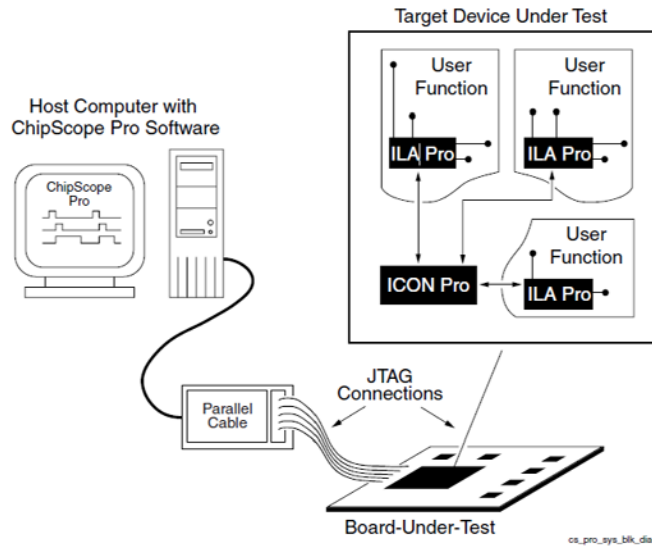 Target Device Under Test
User
Function
User
Function
Host Computer with
ChipScope Pro Software
ILA Pro
ILA Pro
ChipScope
Pro
User
Function
ICON Pro
ILA Pro
JTAG
Connections
Parallel
Cable
Board-Under-Test
cs_pro_sys_blk_dia